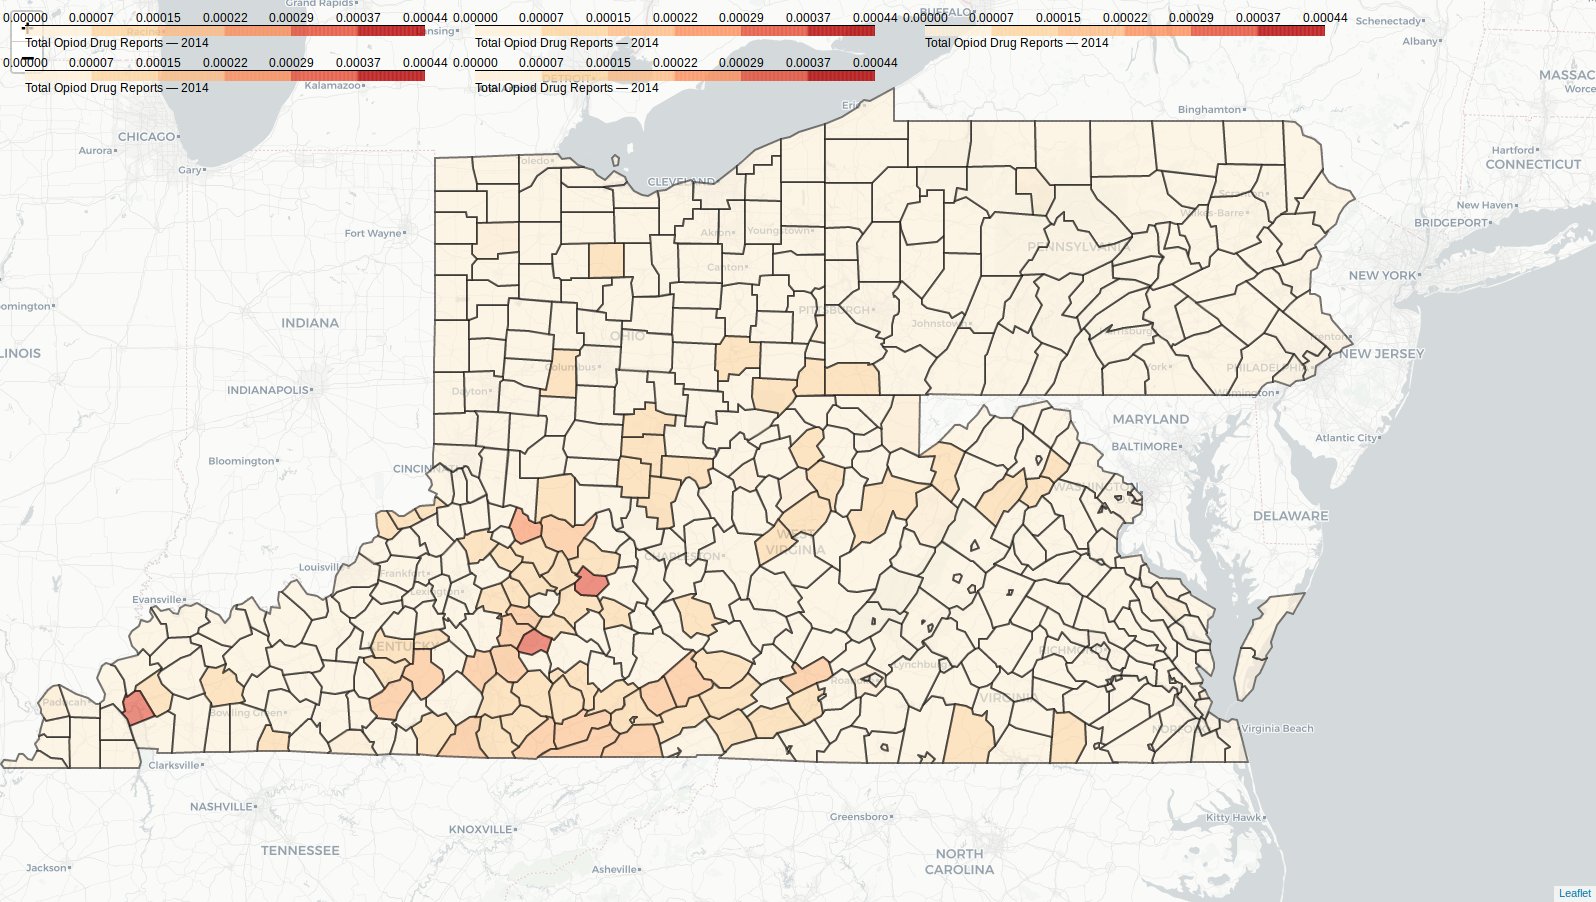 Grand Rapids
BUFFALO
0.00000 0.00007 0.00015 0.00022 0.00029 0.00037 0.00044
0.00000 0.00007 0.00015 0.00022 0.00029 0.00037 0.00044
0.00000 0.00007 0.00015 0.00022 0.00029 0.00037 0.00044
Schenectady
Total Opiod Drug Reports — 2014
Total Opiod Drug Reports — 2014
Total Opiod Drug Reports — 2014
Albany
0.00000 0.00007 0.00015 0.00022 0.00029 0.00037 0.00044
0.00000 0.00007 0.00015 0.00022 0.00029 0.00037 0.00044
DETROIT
MASSAC
Kalamazoo
Total Opiod Drug Reports — 2014
Total Opiod Drug Reports — 2014
Worce
Erie
Binghamton
CHICAGO
Aurora
Hartford
Toledo
CONNECTICUT
Gary
CLEVELAND
Scranton
New Haven
Wilkes-Barre
BRIDGEPORT
Fort Wayne
Akron
Youngstown
PENNSYLVANIA
Canton
NEW YORK
oomington
PITTSBURGH
INDIANA
Johnstown
Harrisburg
OHIO
Trenton
LINOIS
NEW JERSEY
Columbus
York
PHILADELPHIA
INDIANAPOLIS
Dayton
Wilmington
MARYLAND
Atlantic City
BALTIMORE
Bloomington
CINCINNATI
WASHINGTON
DELAWARE
WEST
VIRGINIA
CHARLESTON
Louisville
Frankfort
Lexington
Evansville
KENTUCKY
RICHMOND
Lynchburg
Roanoke
VIRGINIA
Paducah
Bowling Green
NORFOLK
Virginia Beach
Clarksville
NASHVILLE
Greensboro
Kitty Hawk
KNOXVILLE
TENNESSEE
NORTH
CAROLINA
Jackson
Asheville
Leaflet